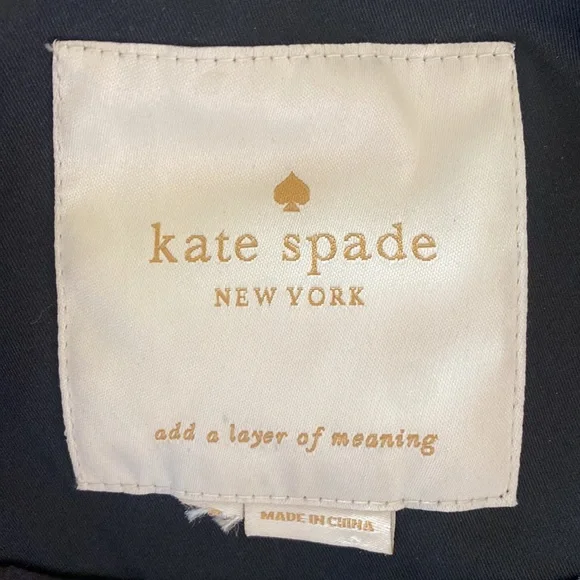 kate spade
NEW YORK
add a layer of meaning
MADE IN CHINA